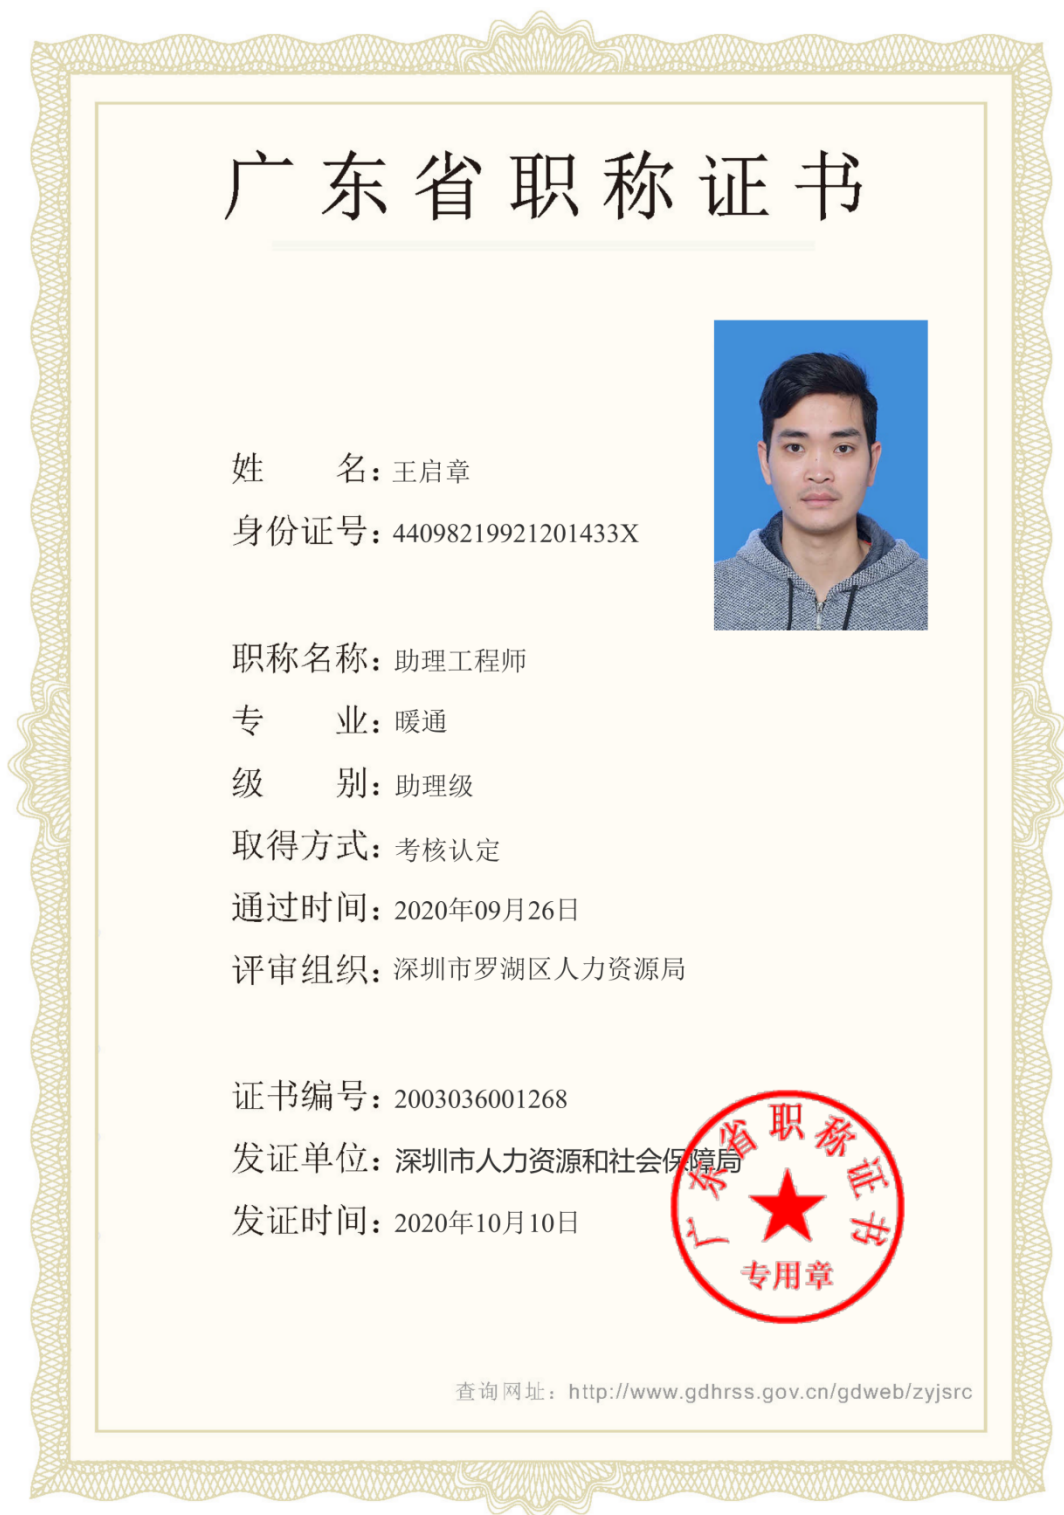 广东省职称证书
姓 名：王启章
身份证号：44098219921201433X
职称名称：助理工程师
专 业：暖通
级 别：助理级
取得方式：考核认定
通过时间：2020年09月26日
评审组织：深圳市罗湖区人力资源局
证书编号：2003036001268
发证单位：深圳市人力资源和社会保障局
发证时间：2020年10月10日
广东省职称证书
专用章
查询网址：http://www.gdhrss.gov.cn/gdweb/zyjsrc